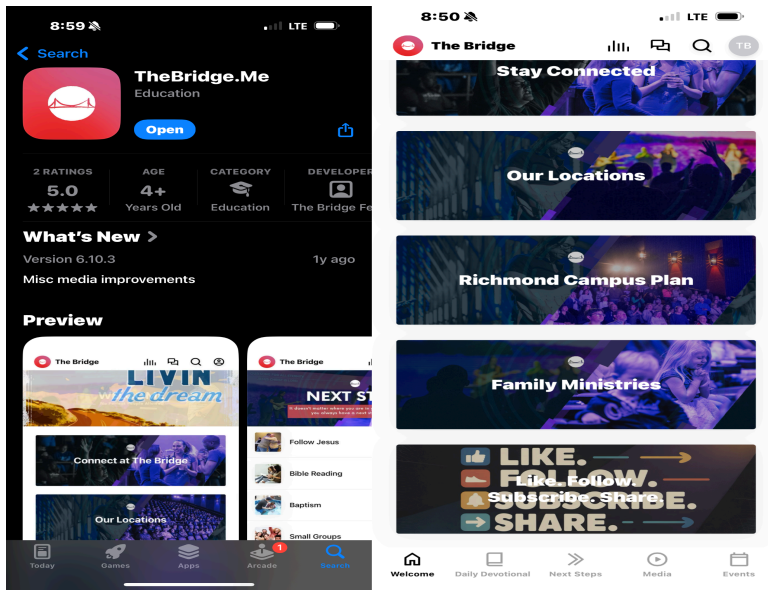 8:59
LTE
Search
TheBridge.Me
Education
Open
2 RATINGS
5.0
AGE
4+
Years Old
CATEGORY
Education
DEVELOPER
The Bridge Fe
What's New
Version 6.10.3
1y ago
Misc media improvements
Preview
The Bridge
LIVIN
the dream
Connect at The Bridge
Our Locations
The Bridge
NEXT ST
Follow Jesus
Bible Reading
Baptism
Small Groups
Today
Games
Apps
Arcade
1
Search
8:50
LTE
The Bridge
TB
Stay Connected
Our Locations
Richmond Campus Plan
Family Ministries
LIKE.
FOLLOW.
SUBSCRIBE.
SHARE.
Like. Follow.
Subscribe. Share.
Welcome
Daily Devotional
Next Steps
Media
Events